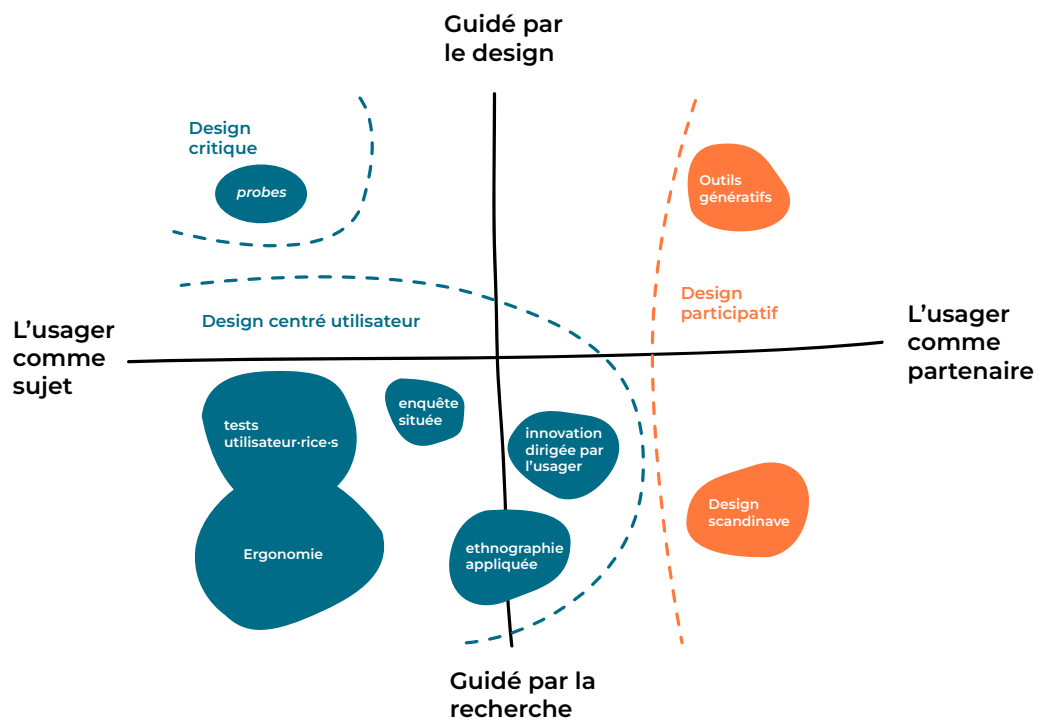 Guidé par
le design
Design
critique
probes
Outils
génératifs
Design
participatif
Design centré utilisateur
L’usager
comme
sujet
L’usager
comme
partenaire
enquête
située
tests
utilisateur·rice·s
innovation
dirigée par
l’usager
Design
scandinave
Ergonomie
ethnographie
appliquée
Guidé par la
recherche